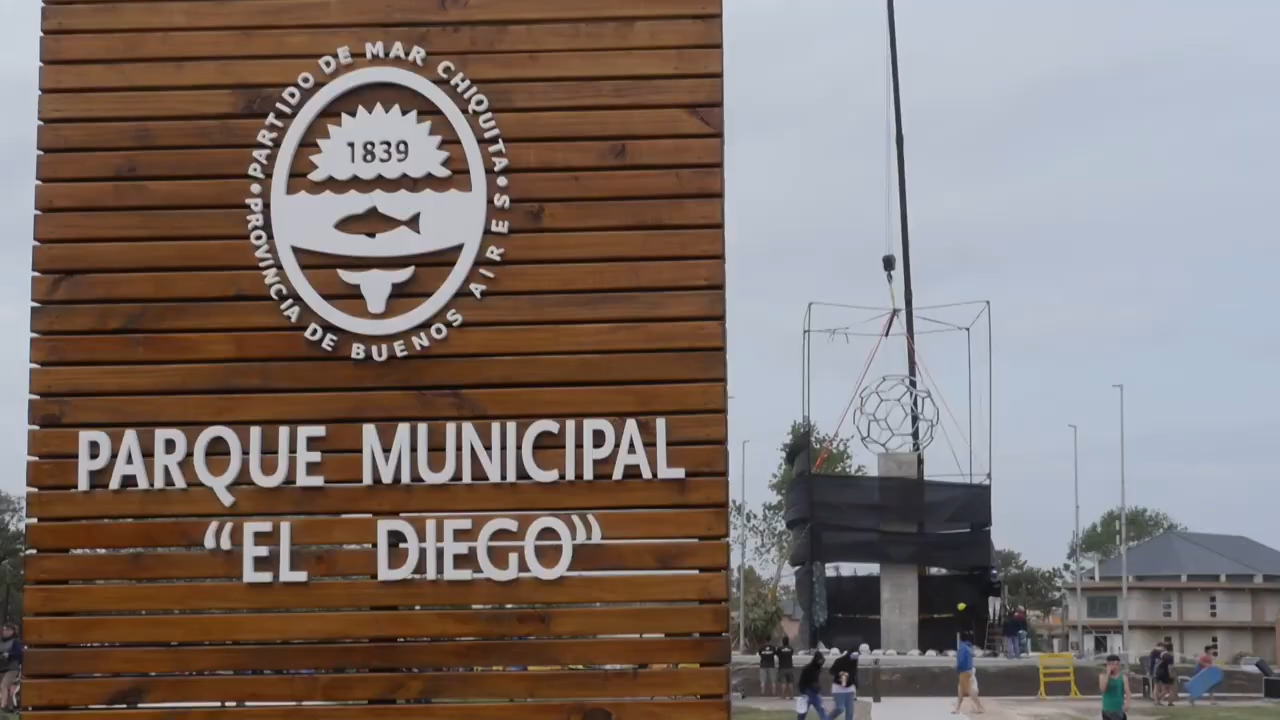 PARTIDO DE MAR CHIQUITA
PROVINCIA DE BUENOS AIRES
1839
PARQUE MUNICIPAL
“EL DIEGO”